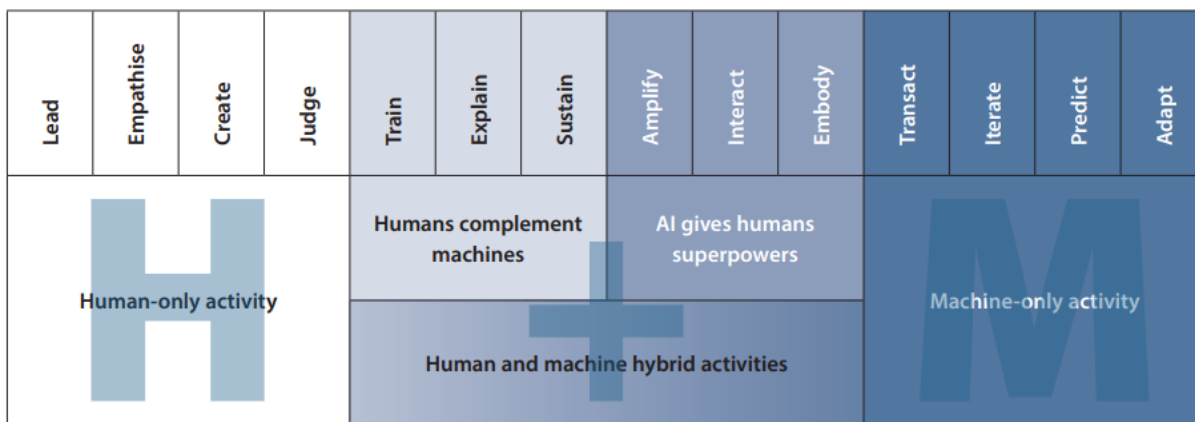 Lead
Empathise
Create
Judge
Train
Explain
Sustain
Amplify
Interact
Embody
Transact
Iterate
Predict
Adapt
H
Human-only activity
Humans complement
machines
AI gives humans
superpowers
+
Human and machine hybrid activities
M
Machine-only activity